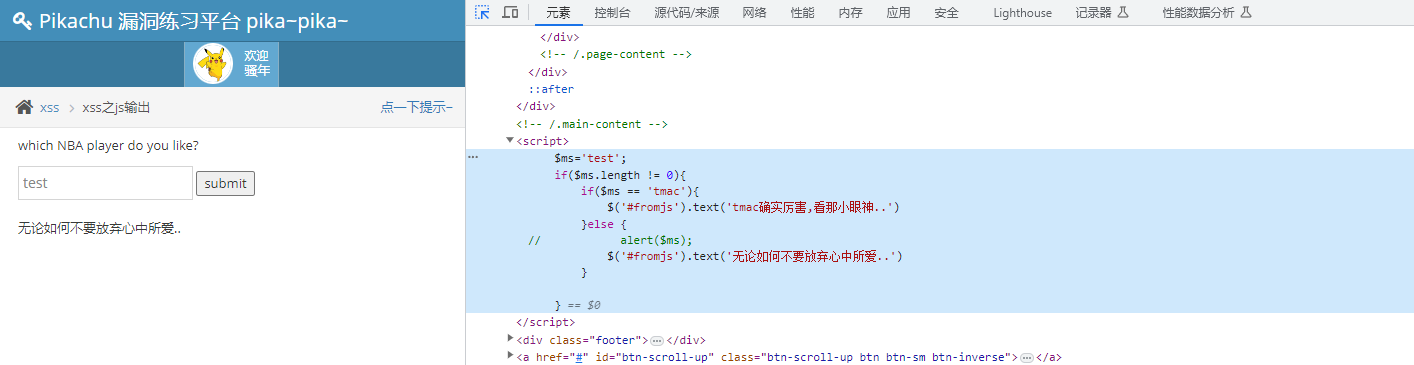 Pikachu 漏洞练习平台 pika~pika~
欢迎
骚年
xss
xss之js输出
点一下提示~
which NBA player do you like?
test
submit
无论如何不要放弃心中所爱..
元素 控制台 源代码/来源 网络 性能 内存 应用 安全 Lighthouse 记录器 性能数据分析
</div>
<!-- /.page-content -->
</div>
::after
</div>
<!-- /.main-content -->
<script>
$ms='test';
if($ms.length != 0){
if($ms == 'tmac'){
$('#fromjs').text('tmac确实厉害,看那小眼神..')
}else {
// alert($ms);
$('#fromjs').text('无论如何不要放弃心中所爱..')
}
} == $0
</script>
<div class="footer">…</div>
<a href="#" id="btn-scroll-up" class="btn-scroll-up btn btn-sm btn-inverse">…</a>